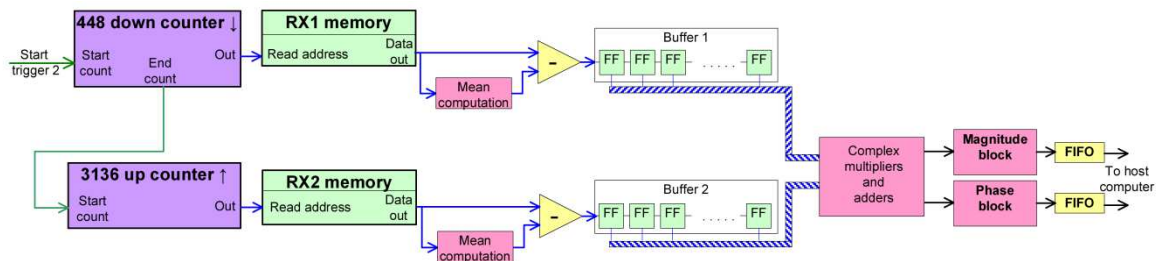 448 down counter ↓
Start
trigger 2
Start
count
End
count
Out
RX1 memory
Read address
Data
out
Mean
computation
-
Buffer 1
FF
FF
FF
. . . . .
FF
3136 up counter ↑
Start
count
Out
RX2 memory
Read address
Data
out
Mean
computation
-
Buffer 2
FF
FF
FF
. . . . .
FF
Complex
multipliers
and
adders
Magnitude
block
FIFO
To host
computer
Phase
block
FIFO